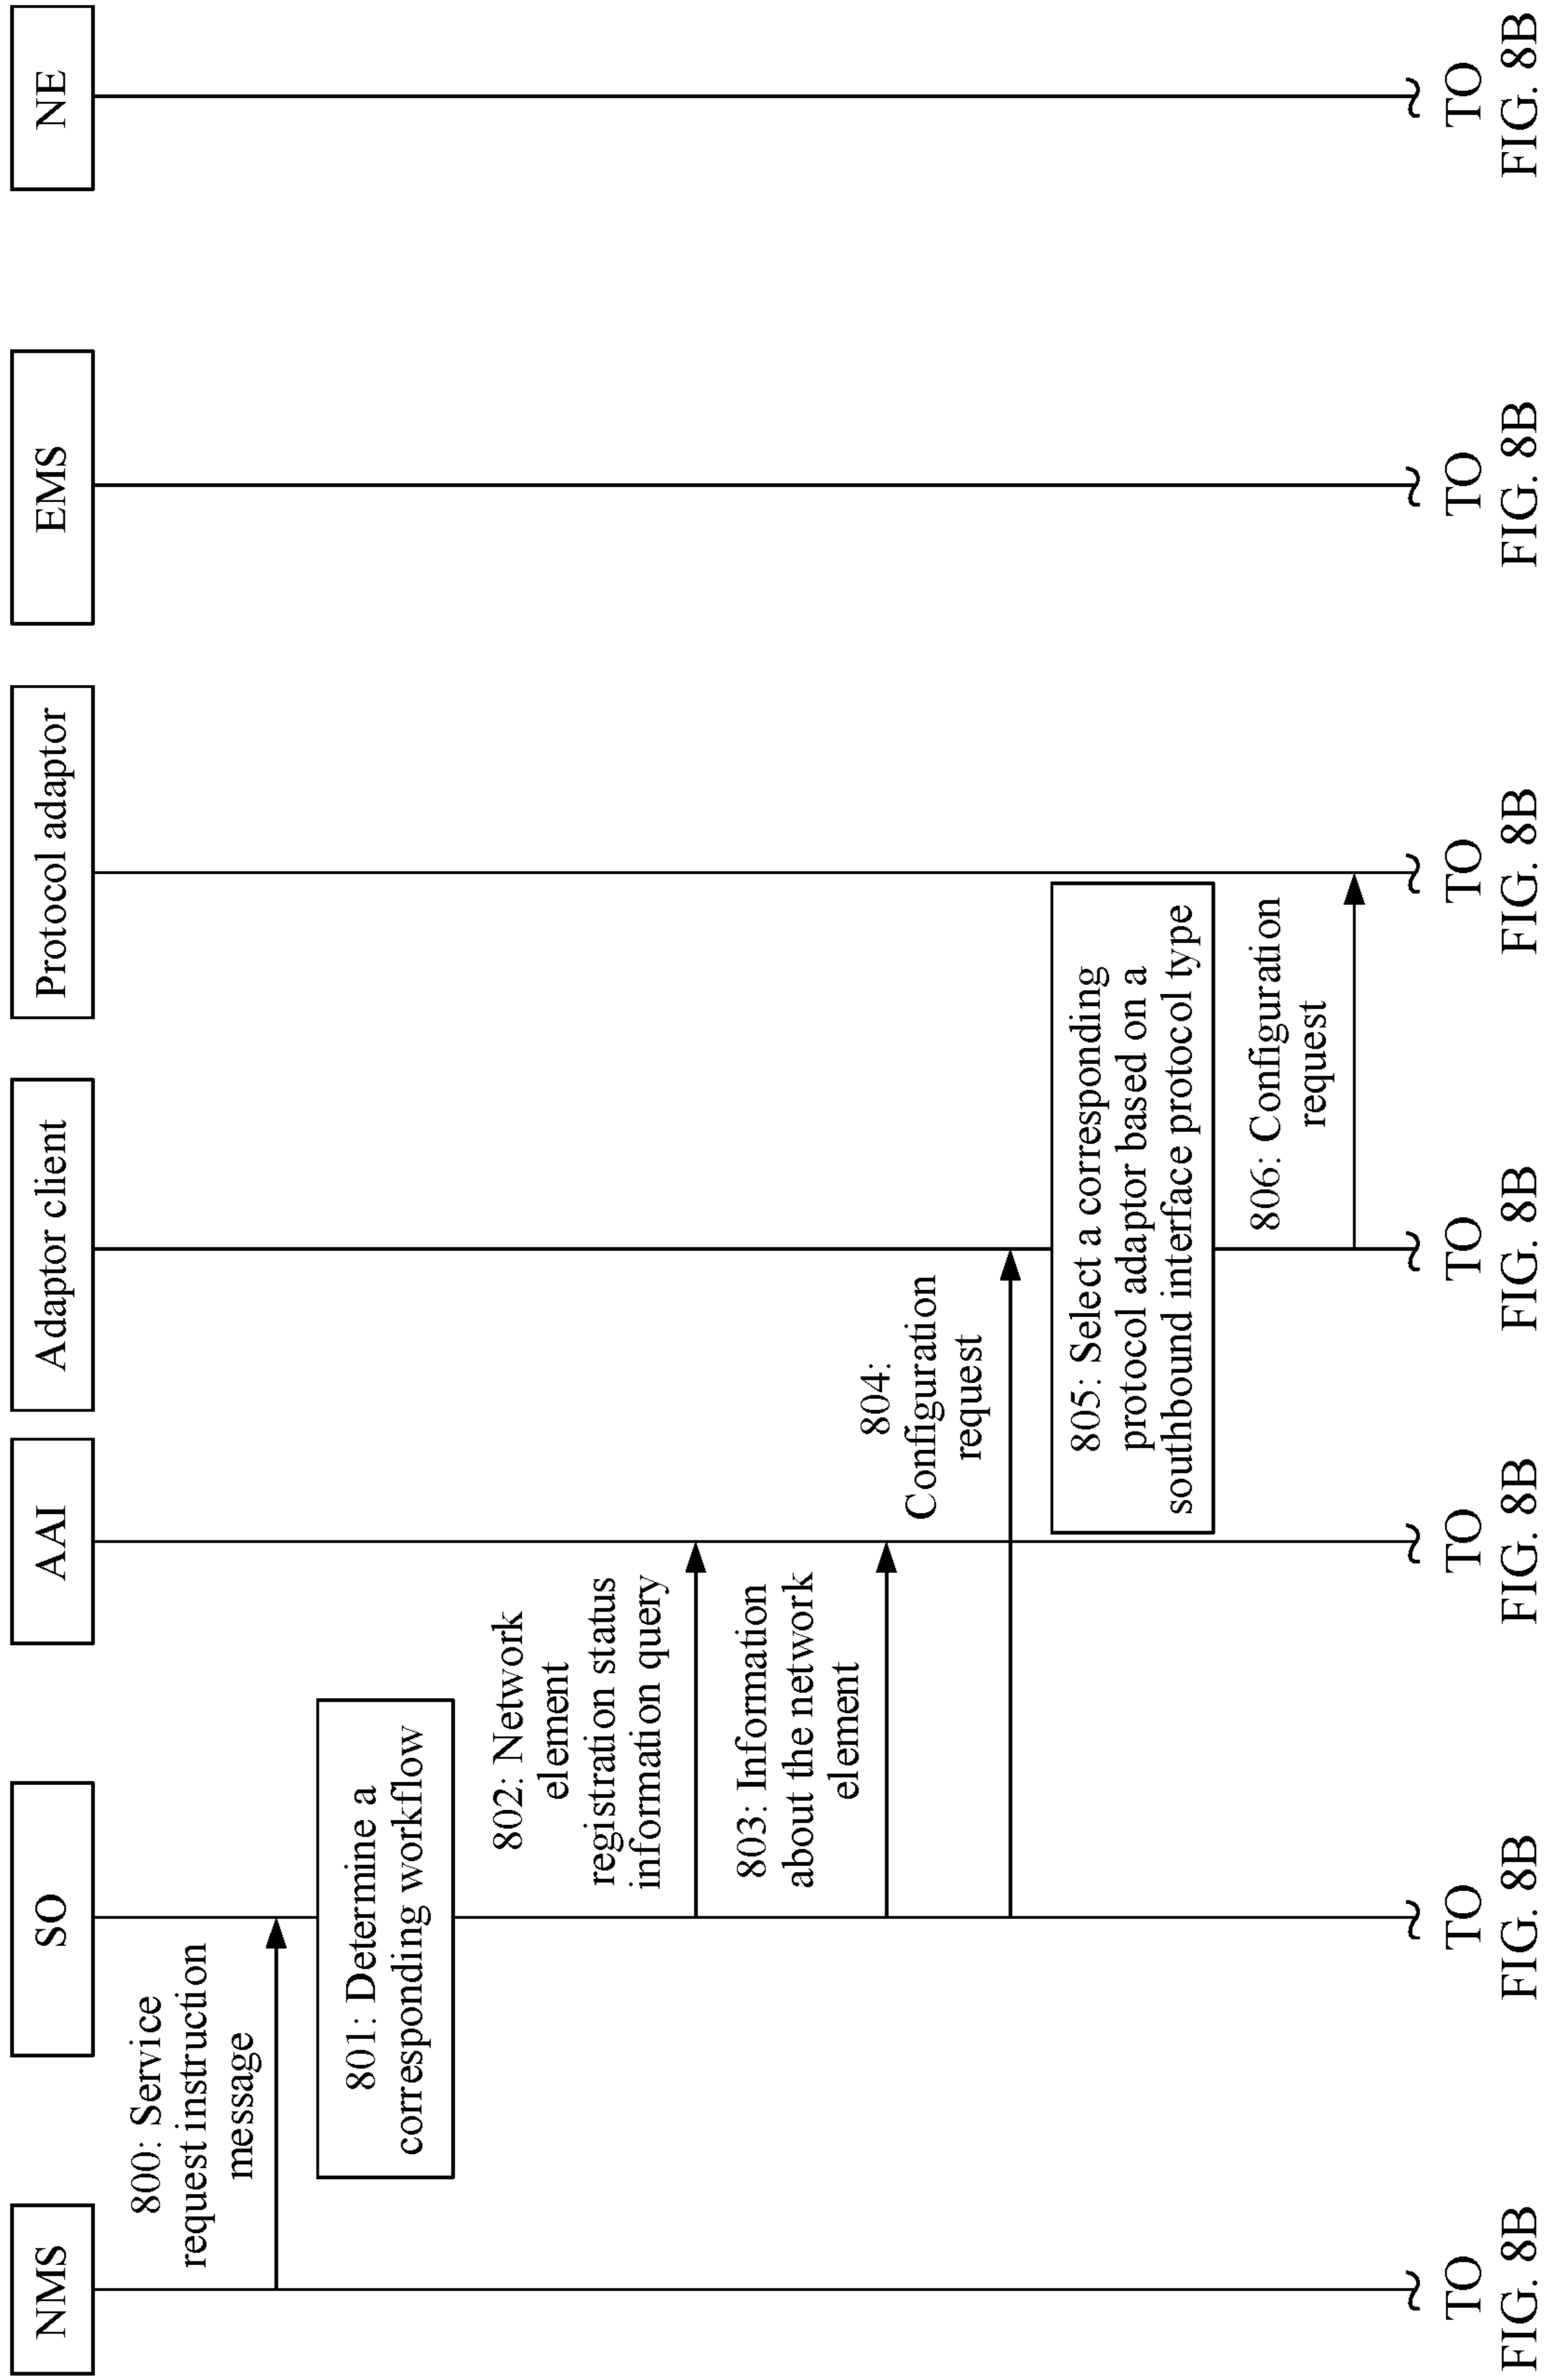 NMS
SO
AAI
Adaptor client
Protocol adaptor
EMS
NE
800: Service
request instruction
message
801: Determine a
corresponding workflow
802: Network
element
registration status
information query
803: Information
about the network
element
804:
Configuration
request
805: Select a corresponding
protocol adaptor based on a
southbound interface protocol type
806: Configuration
request
TO
FIG. 8B
TO
FIG. 8B
TO
FIG. 8B
TO
FIG. 8B
TO
FIG. 8B
TO
FIG. 8B
TO
FIG. 8B